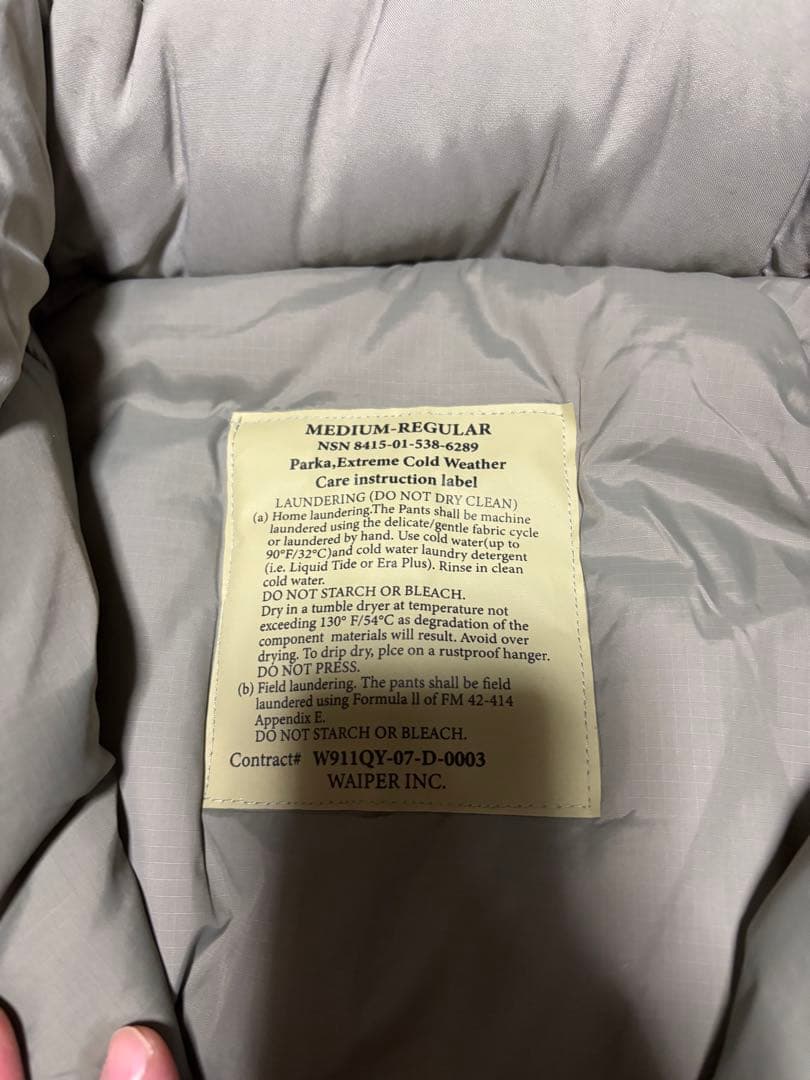 MEDIUM-REGULAR
NSN 8415-01-538-6289
Parka,Extreme Cold Weather
Care instruction label
LAUNDERING (DO NOT DRY CLEAN)
(a) Home laundering.The Pants shall be machine
laundered using the delicate/gentle fabric cycle
or laundered by hand. Use cold water(up to
90°F/32°C)and cold water laundry detergent
(i.e. Liquid Tide or Era Plus). Rinse in clean
cold water.
DO NOT STARCH OR BLEACH.
Dry in a tumble dryer at temperature not
exceeding 130° F/54°C as degradation of the
component materials will result. Avoid over
drying. To drip dry, plce on a rustproof hanger.
DO NOT PRESS.
(b) Field laundering. The pants shall be field
laundered using Formula ll of FM 42-414
Appendix E.
DO NOT STARCH OR BLEACH.
Contract# W911QY-07-D-0003
WAIPER INC.